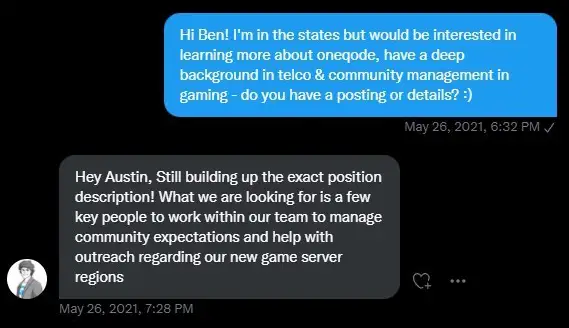 Hi Ben! I'm in the states but would be interested in
learning more about oneqode, have a deep
background in telco & community management in
gaming - do you have a posting or details? :)
May 26, 2021, 6:32 PM
Hey Austin, Still building up the exact position
description! What we are looking for is a few
key people to work within our team to manage
community expectations and help with
outreach regarding our new game server
regions
May 26, 2021, 7:28 PM